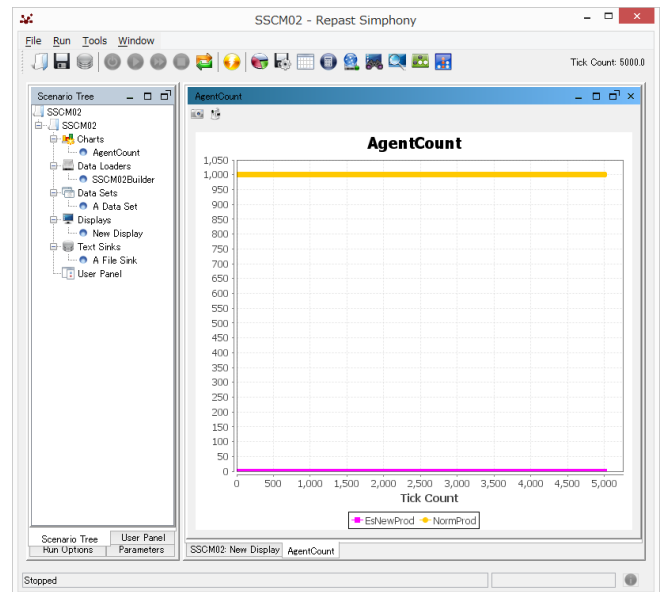 SSCM02 - Repast Simphony
File Run Tools Window
Tick Count: 5000.0
Scenario Tree
SSCM02
SSCM02
Charts
AgentCount
Data Loaders
SSCM02Builder
Data Sets
A Data Set
Displays
New Display
Text Sinks
A File Sink
User Panel
Scenario Tree User Panel
Run Options Parameters
AgentCount
AgentCount
1,050
1,000
950
900
850
800
750
700
650
600
550
500
450
400
350
300
250
200
150
100
50
0
0 500 1,000 1,500 2,000 2,500 3,000 3,500 4,000 4,500 5,000
Tick Count
EsNewProd NormProd
SSCM02: New Display AgentCount
Stopped